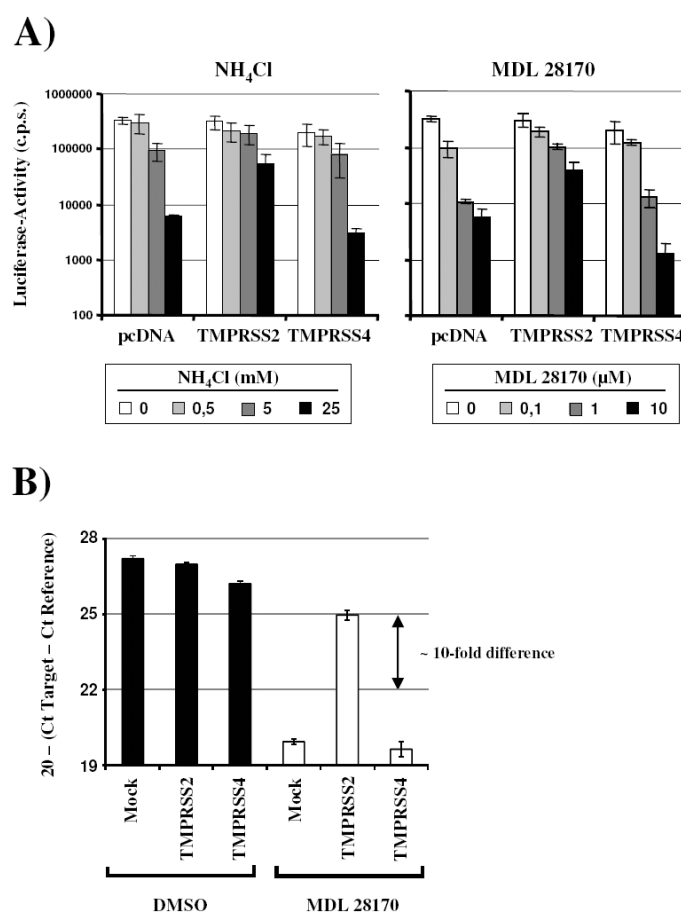 A)
NH₄Cl
MDL 28170
Luciferase-Activity (c.p.s.)
1000000
100000
10000
1000
100
pcDNA TMPRSS2 TMPRSS4
pcDNA TMPRSS2 TMPRSS4
NH₄Cl (mM)
0 0,5 5 25
MDL 28170 (µM)
0 0,1 1 10
B)
20 – (Ct Target – Ct Reference)
28
25
22
19
~ 10-fold difference
Mock
TMPRSS2
TMPRSS4
Mock
TMPRSS2
TMPRSS4
DMSO
MDL 28170